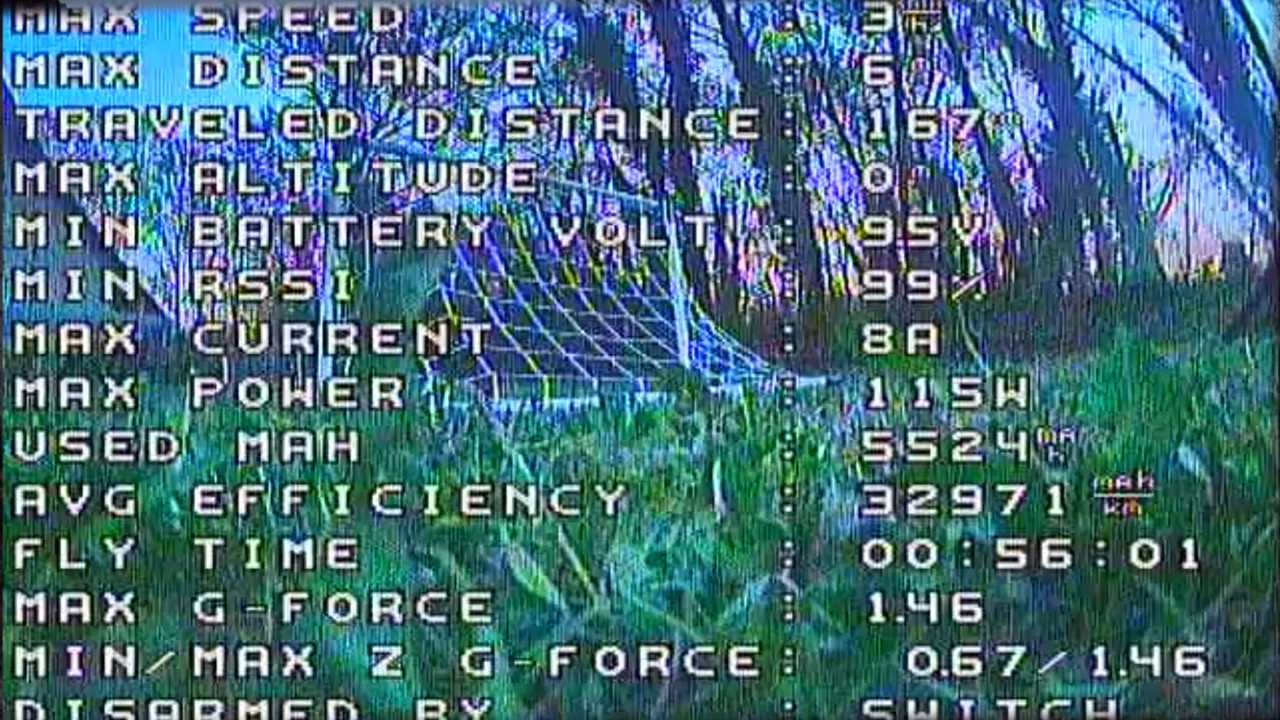 MAX SPEED : 3
MAX DISTANCE : 6
TRAVELED DISTANCE : 167
MAX ALTITUDE : 0
MIN BATTERY VOLT : 95V
MIN RSSI : 99%
MAX CURRENT : 8A
MAX POWER : 115W
USED MAH : 5524 mAh
AVG EFFICIENCY : 32971 mah/km
FLY TIME : 00:56:01
MAX G-FORCE : 1.46
MIN/MAX Z G-FORCE : 0.67/1.46
DISARMED BY : SWITCH